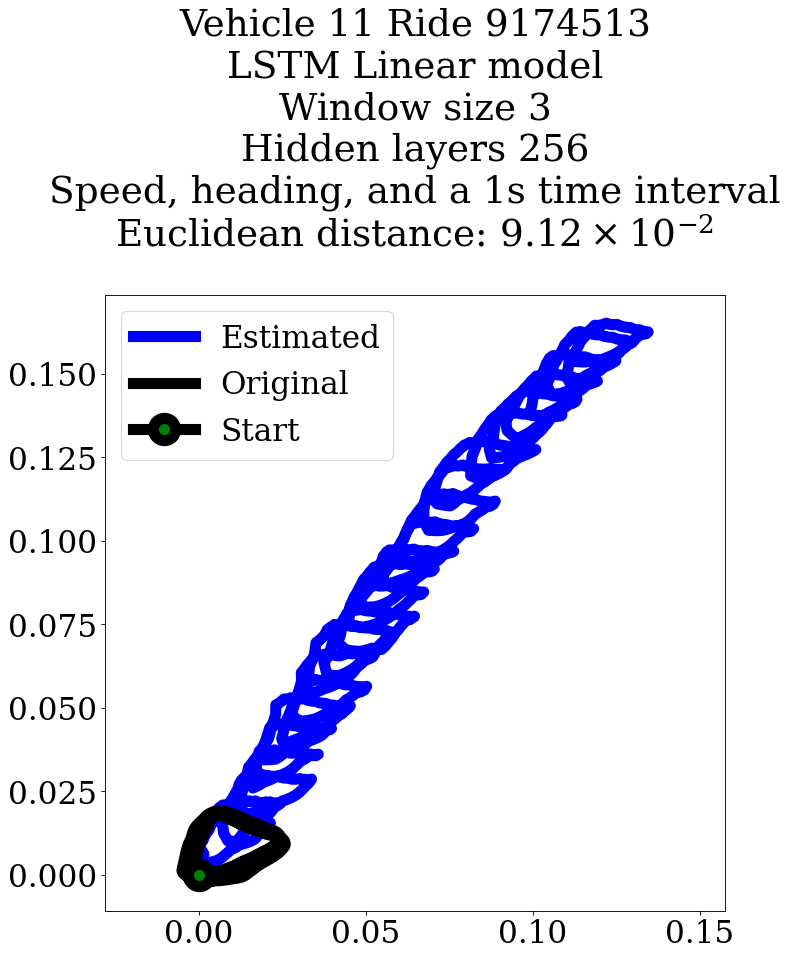 Vehicle 11 Ride 9174513
LSTM Linear model
Window size 3
Hidden layers 256
Speed, heading, and a 1s time interval
Euclidean distance: 9.12 × 10⁻²
Estimated
Original
Start
0.150
0.125
0.100
0.075
0.050
0.025
0.000
0.00 0.05 0.10 0.15